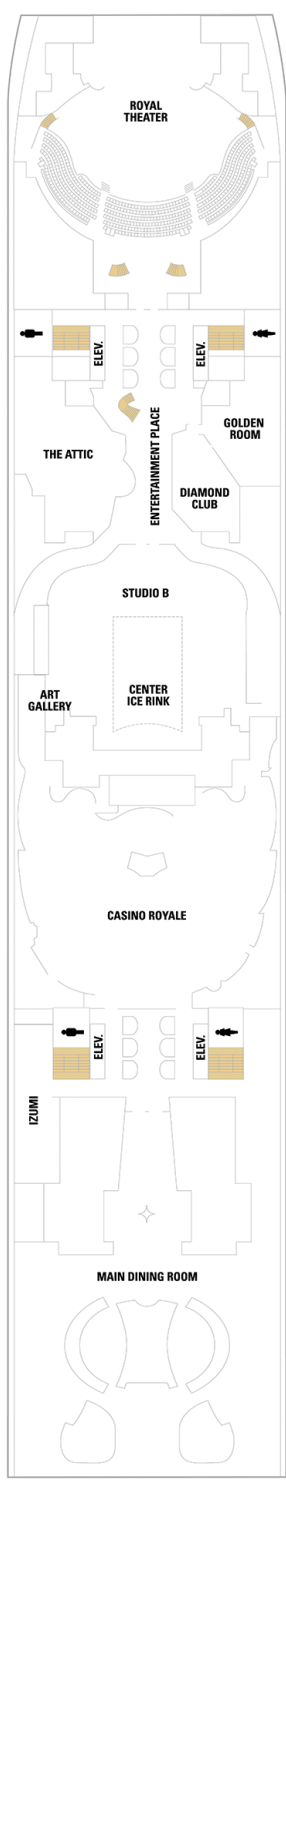 ROYAL
THEATER
ELEV.
ELEV.
ENTERTAINMENT PLACE
GOLDEN
ROOM
THE ATTIC
DIAMOND
CLUB
STUDIO B
ART
GALLERY
CENTER
ICE RINK
CASINO ROYALE
ELEV.
ELEV.
IZUMI
MAIN DINING ROOM